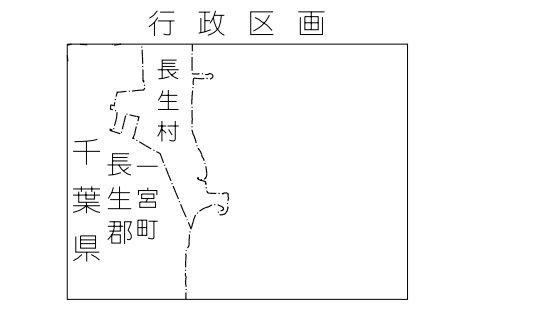 行政区画
長生村
千葉県
長生郡
一宮町